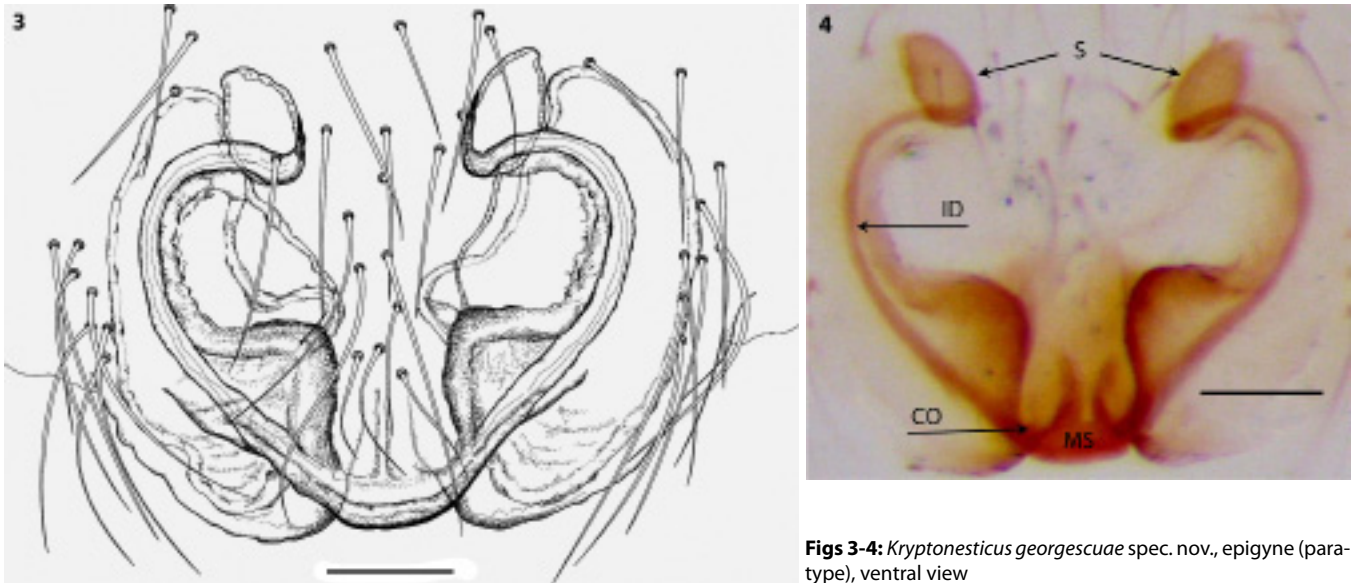 3
4
S
ID
CO
MS
Figs 3-4: Kryptonesticus georgescuae spec. nov., epigyne (para-
type), ventral view